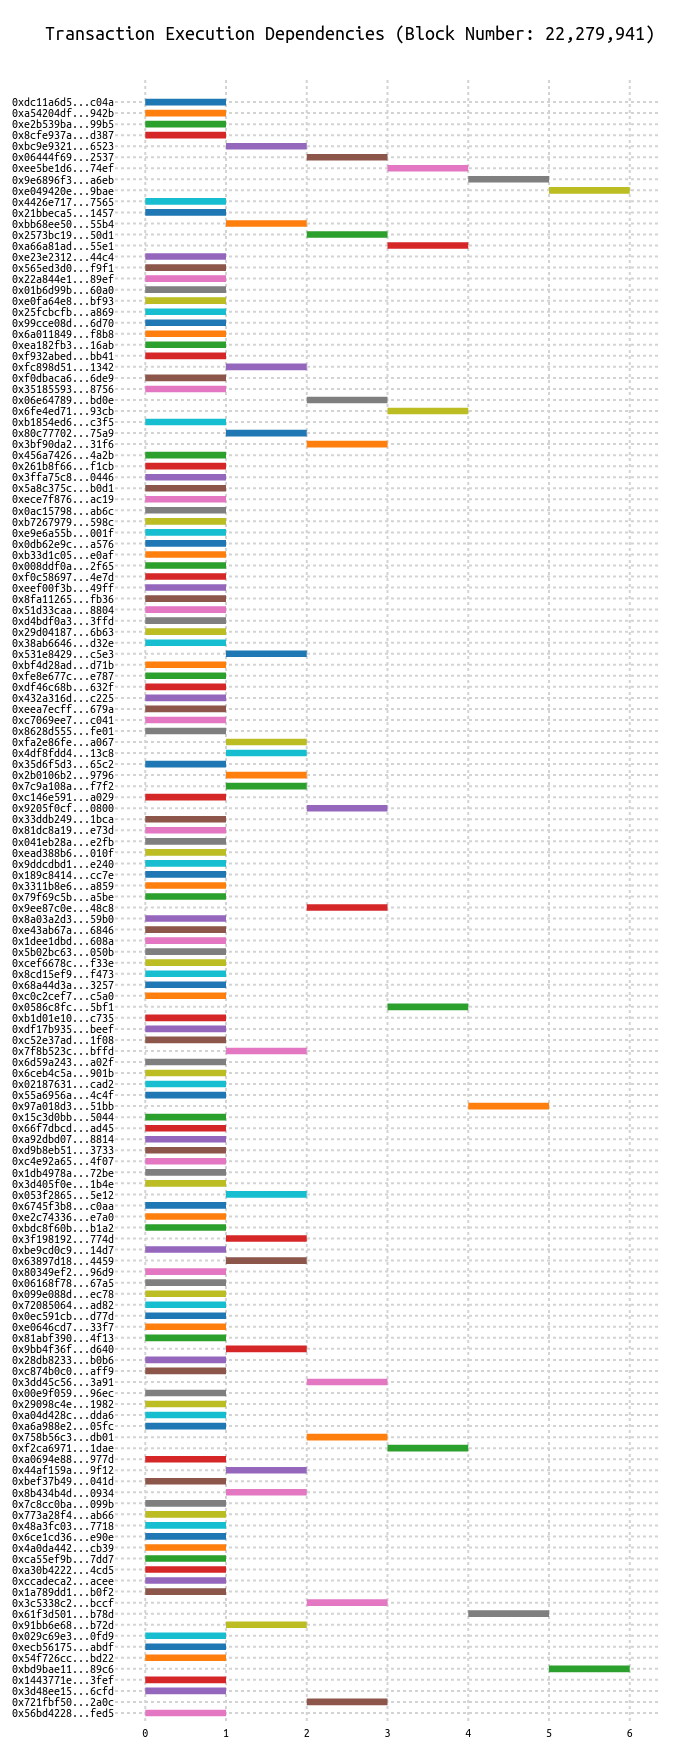 Transaction Execution Dependencies (Block Number: 22,279,941)
0xdc11a6d5...c04a
0xa54204df...942b
0xe2b539ba...99b5
0x8cfe937a...d387
0xbc9e9321...6523
0x06444f69...2537
0xee5be1d6...74ef
0x9e6896f3...a6eb
0xe049420e...9bae
0x4426e717...7565
0x21bbeca5...1457
0xbb68ee50...55b4
0x2573bc19...50d1
0xa66a81ad...55e1
0xe23e2312...44c4
0x565ed3d0...f9f1
0x22a844e1...89ef
0x01b6d99b...60a0
0xe0fa64e8...bf93
0x25fcbcfb...a869
0x99cce08d...6d70
0x6a011849...f8b8
0xea182fb3...16ab
0xf932abed...bb41
0xfc898d51...1342
0xf0dbaca6...6de9
0x35185593...8756
0x06e64789...bd0e
0x6fe4ed71...93cb
0xb1854ed6...c3f5
0x80c77702...75a9
0x3bf90da2...31f6
0x456a7426...4a2b
0x261b8f66...f1cb
0x3ffa75c8...0446
0x5a8c375c...b0d1
0xece7f876...ac19
0x0ac15798...ab6c
0xb7267979...598c
0xe9e6a55b...001f
0x0db62e9c...a576
0xb33d1c05...e0af
0x008ddf0a...2f65
0xf0c58697...4e7d
0xeef00f3b...49ff
0x8fa11265...fb36
0x51d33caa...8804
0xd4bdf0a3...3ffd
0x29d04187...6b63
0x38ab6646...d32e
0x531e8429...c5e3
0xbf4d28ad...d71b
0xfe8e677c...e787
0xdf46c68b...632f
0x432a316d...c225
0xeea7ecff...679a
0xc7069ee7...c041
0x8628d555...fe01
0xfa2e86fe...a067
0x4df8fdd4...13c8
0x35d6f5d3...65c2
0x2b0106b2...9796
0x7c9a108a...f7f2
0xc146e591...a029
0x9205f0cf...0800
0x33ddb249...1bca
0x81dc8a19...e73d
0x041eb28a...e2fb
0xead388b6...010f
0x9ddcdbd1...e240
0x189c8414...cc7e
0x3311b8e6...a859
0x79f69c5b...a5be
0x9ee87c0e...48c8
0x8a03a2d3...59b0
0xe43ab67a...6846
0x1dee1dbd...608a
0x5b02bc63...050b
0xcef6678c...f33e
0x8cd15ef9...f473
0x68a44d3a...3257
0xc0c2cef7...c5a0
0x0586c8fc...5bf1
0xb1d01e10...c735
0xdf17b935...beef
0xc52e37ad...1f08
0x7f8b523c...bffd
0x6d59a243...a02f
0x6ceb4c5a...901b
0x02187631...cad2
0x55a6956a...4c4f
0x97a018d3...51bb
0x15c3d0bb...5044
0x66f7dbcd...ad45
0xa92dbd07...8814
0xd9b8eb51...3733
0xc4e92a65...4f07
0x1db4978a...72be
0x3d405f0e...1b4e
0x053f2865...5e12
0x6745f3b8...c0aa
0xe2c74336...e7a0
0xbdc8f60b...b1a2
0x3f198192...774d
0xbe9cd0c9...14d7
0x63897d18...4459
0x80349ef2...96d9
0x06168f78...67a5
0x099e088d...ec78
0x72085064...ad82
0x0ec591cb...d77d
0xe0646cd7...33f7
0x81abf390...4f13
0x9bb4f36f...d640
0x28db8233...b0b6
0xc874b0c0...aff9
0x3dd45c56...3a91
0x00e9f059...96ec
0x29098c4e...1982
0xa04d428c...dda6
0xa6a988e2...05fc
0x758b56c3...db01
0xf2ca6971...1dae
0xa0694e88...977d
0x44af159a...9f12
0xbef37b49...041d
0x8b434b4d...0934
0x7c8cc0ba...099b
0x773a28f4...ab66
0x48a3fc03...7718
0x6ce1cd36...e90e
0x4a0da442...cb39
0xca55ef9b...7dd7
0xa30b4222...4cd5
0xccadeca2...acee
0x1a789dd1...b0f2
0x3c5338c2...bccf
0x61f3d501...b78d
0x91bb6e68...b72d
0x029c69e3...0fd9
0xecb56175...abdf
0x54f726cc...bd22
0xbd9bae11...89c6
0x1443771e...3fef
0x3d48ee15...6cfd
0x721fbf50...2a0c
0x56bd4228...fed5
0 1 2 3 4 5 6